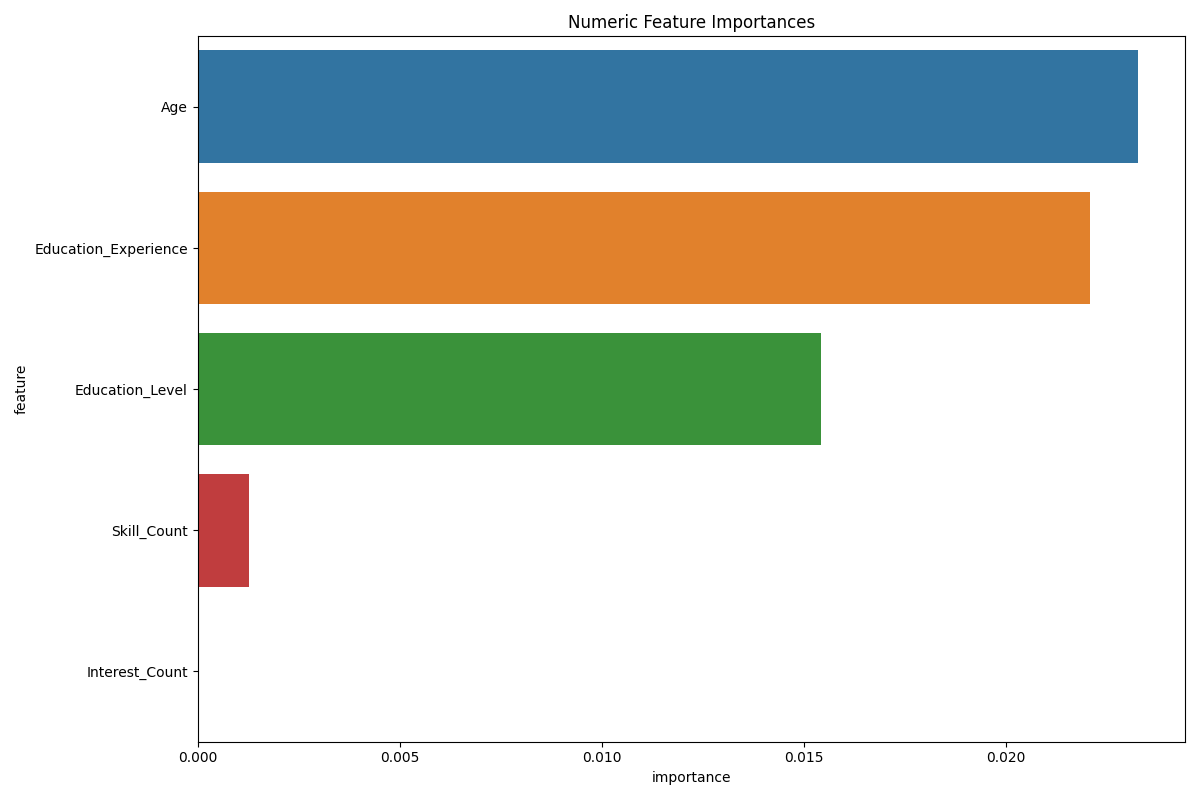 Numeric Feature Importances
Age
Education_Experience
Education_Level
Skill_Count
Interest_Count
feature
0.000
0.005
0.010
0.015
0.020
importance